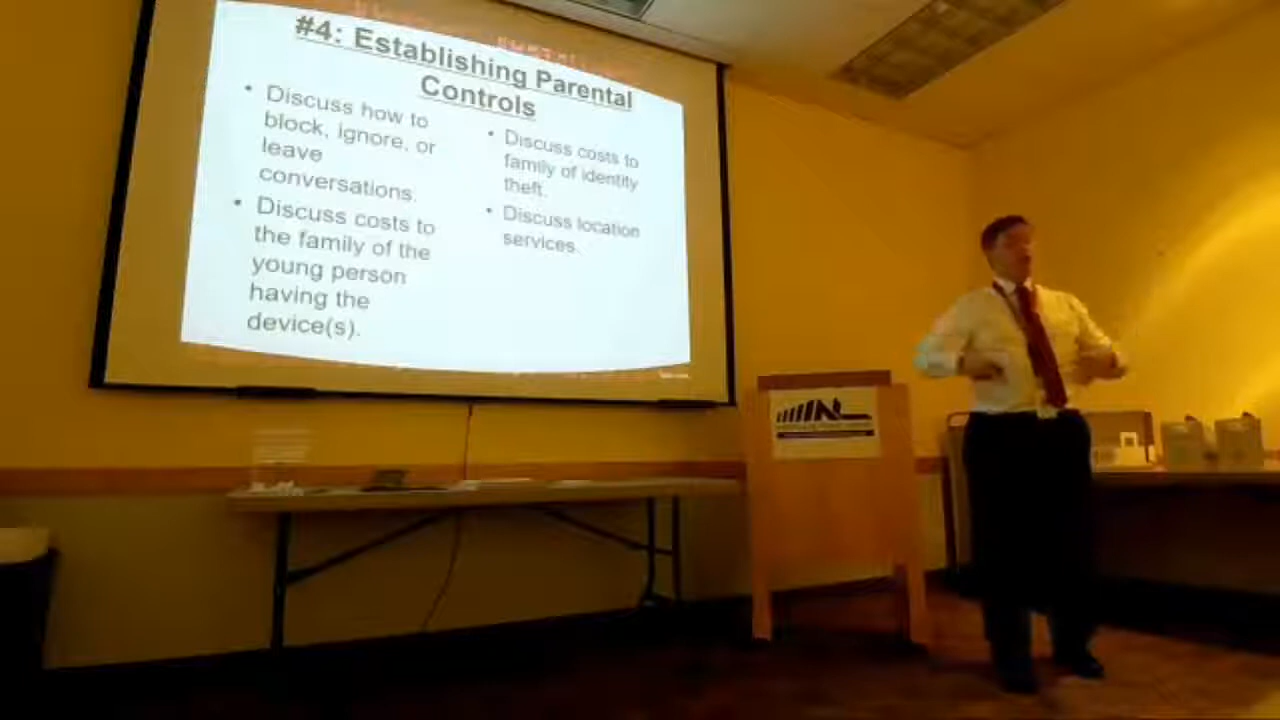 #4: Establishing Parental
Controls
• Discuss how to
block, ignore, or
leave
conversations.
• Discuss costs to
the family of the
young person
having the
device(s).
• Discuss costs to
family of identity
theft.
• Discuss location
services.